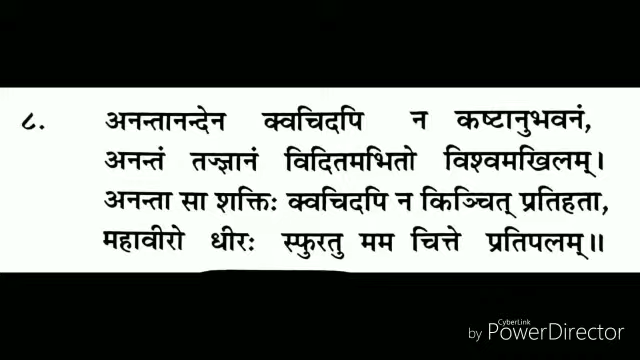 ८. अनन्तानन्देन क्वचिदपि न कष्टानुभवनं,
अनन्तं तज्ज्ञानं विदितमभितो विश्वमखिलम्।
अनन्ता सा शक्तिः क्वचिदपि न किञ्चित् प्रतिहता,
महावीरो धीरः स्फुरतु मम चित्ते प्रतिपलम्॥
CyberLink
by PowerDirector